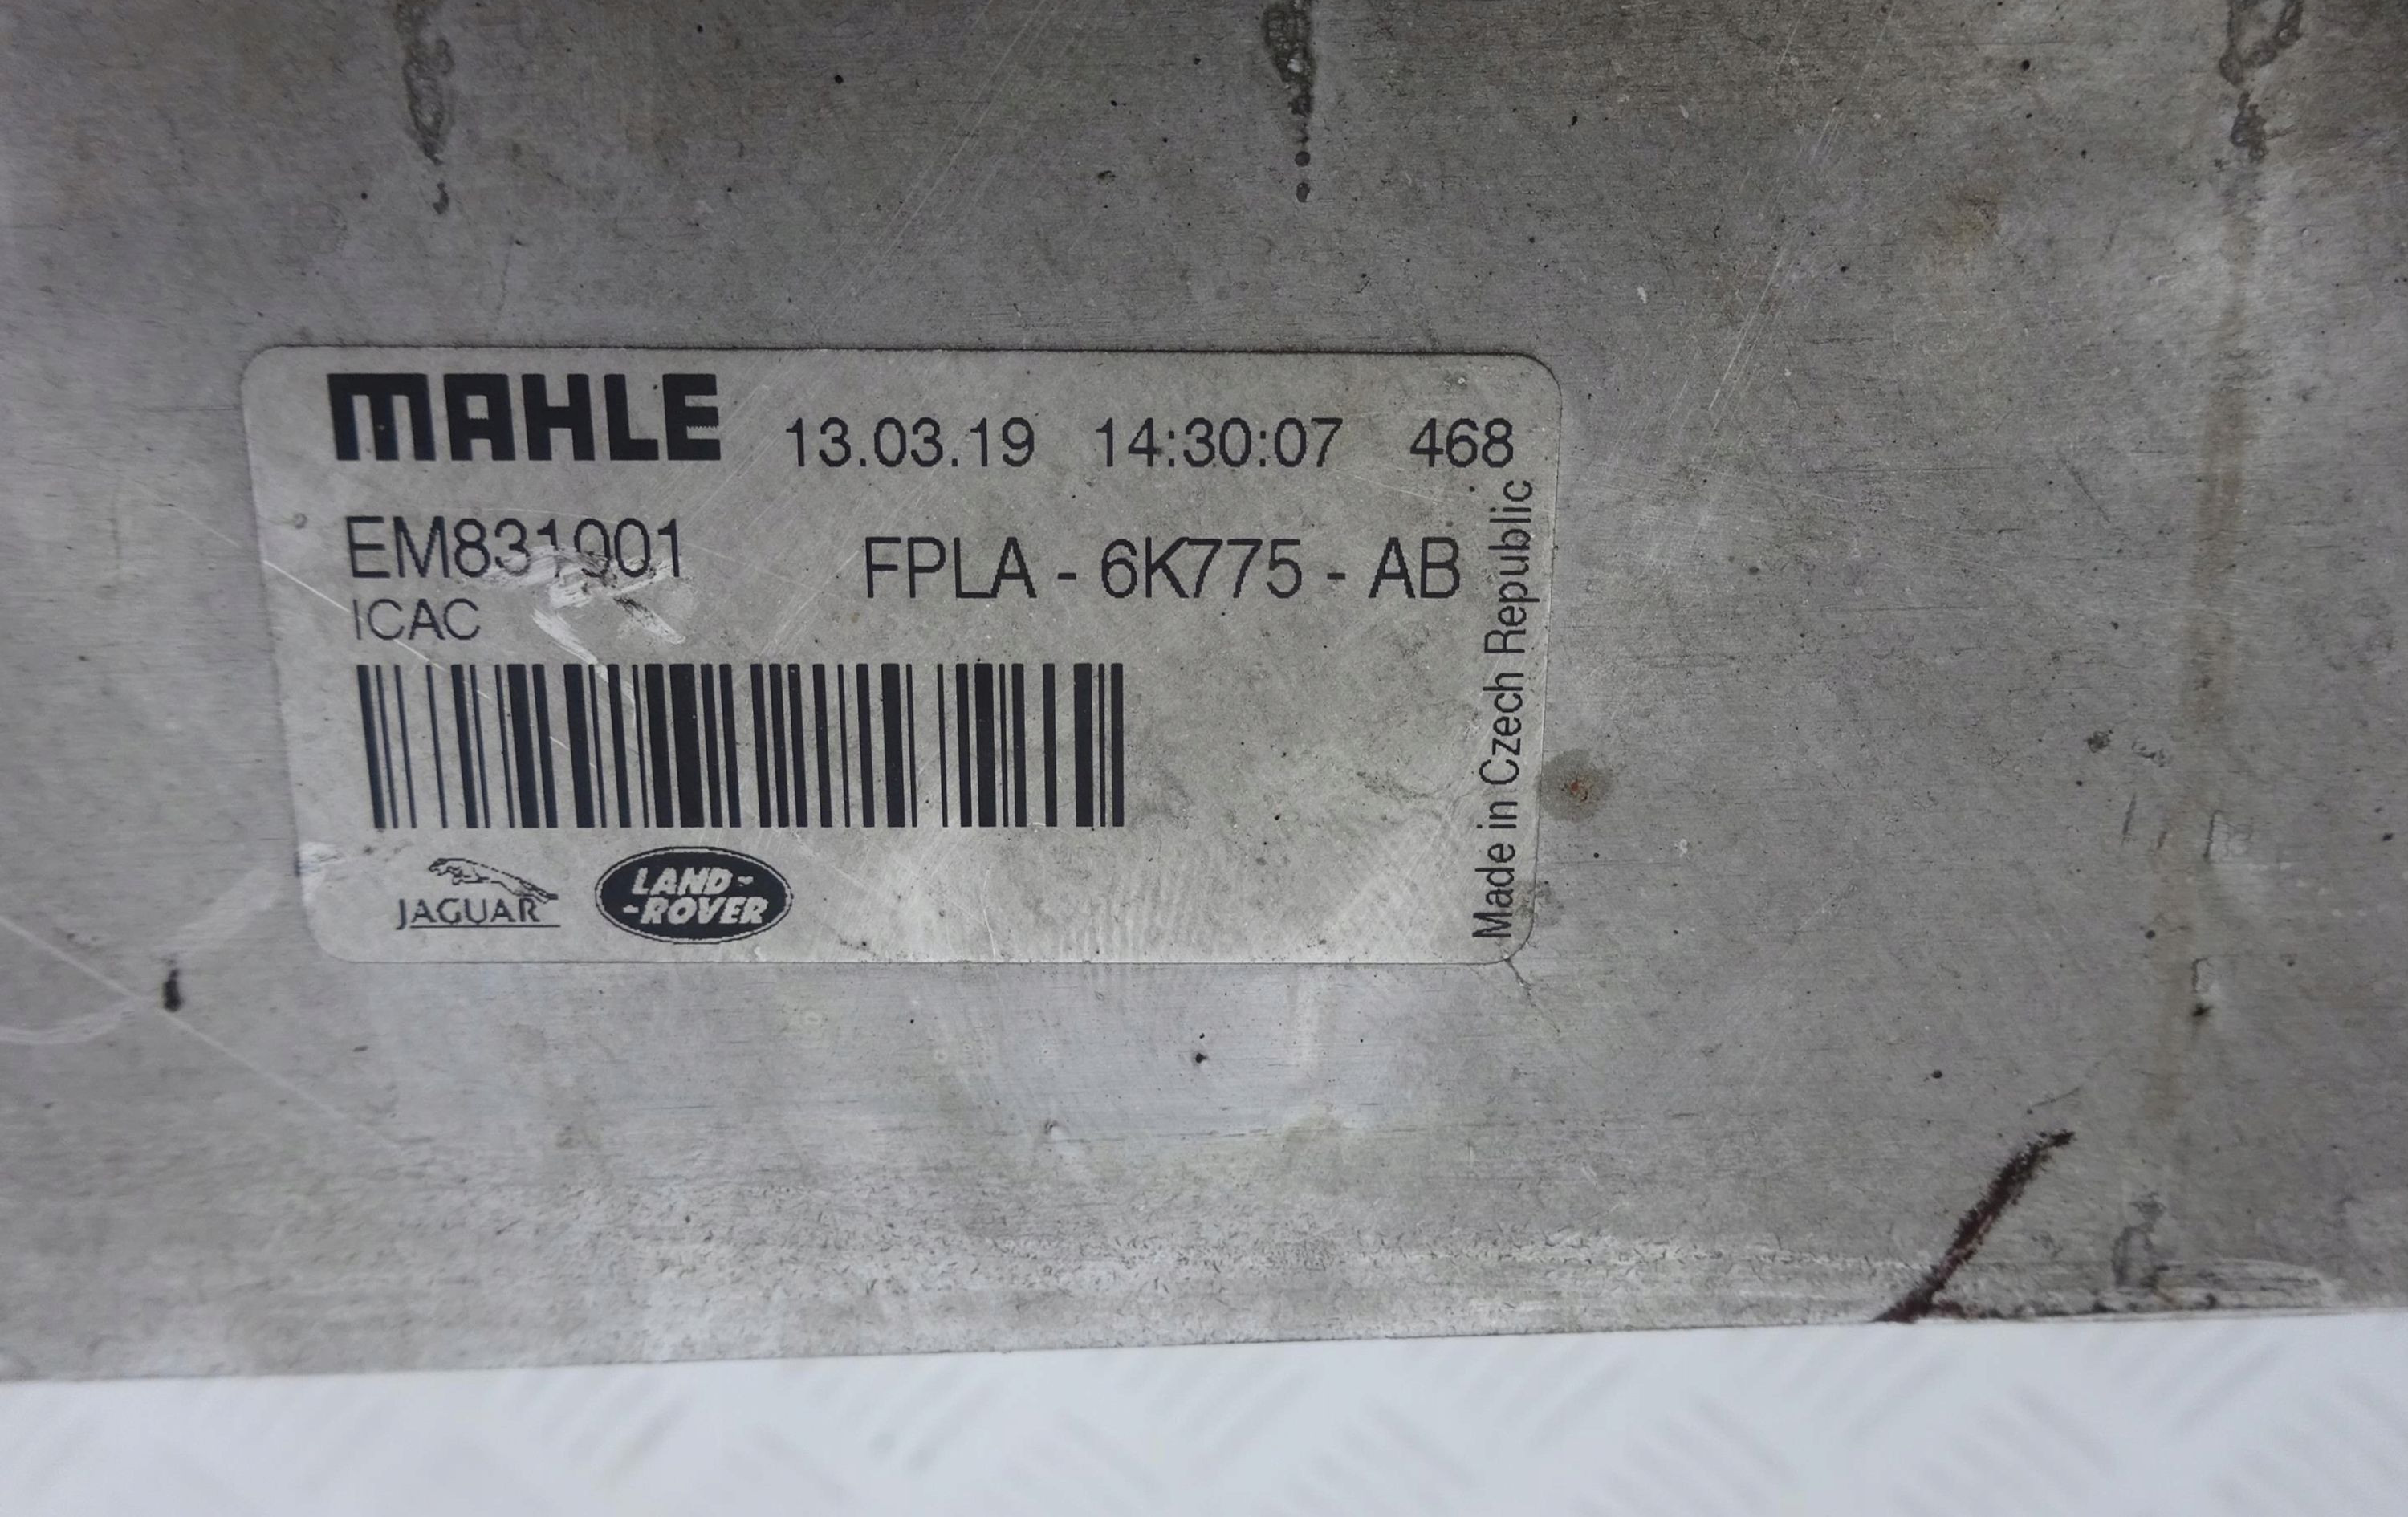 MAHLE 13.03.19 14:30:07 468
EM831001 FPLA - 6K775 - AB
ICAC
JAGUAR
LAND-
-ROVER
Made in Czech Republic